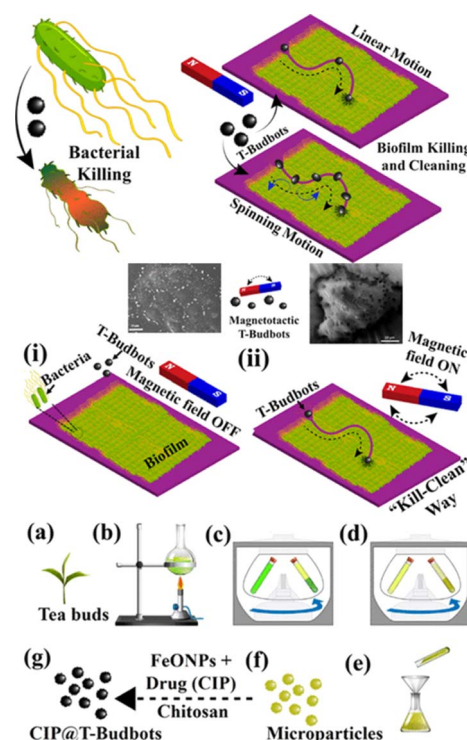 Linear Motion
N
S
T-Budbots
Bacterial
Killing
Biofilm Killing
and Cleaning
Spinning Motion
N
S
Magnetotactic
T-Budbots
(i)
T-Budbots
Bacteria
N
S
Magnetic field OFF
Biofilm
(ii)
Magnetic
field ON
T-Budbots
N
S
"Kill-Clean"
Way
(a)
(b)
(c)
(d)
Tea buds
(g)
FeONPs +
Drug (CIP)
Chitosan
(f)
(e)
CIP@T-Budbots
Microparticles